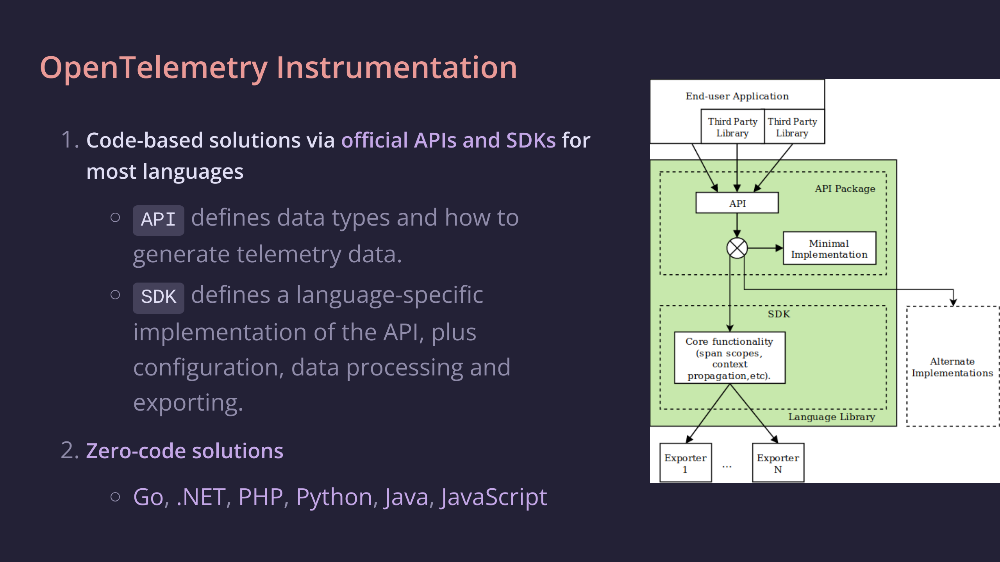 OpenTelemetry Instrumentation
1. Code-based solutions via official APIs and SDKs for
most languages
○ API defines data types and how to
generate telemetry data.
○ SDK defines a language-specific
implementation of the API, plus
configuration, data processing and
exporting.
2. Zero-code solutions
○ Go, .NET, PHP, Python, Java, JavaScript
End-user Application
Third Party
Library
Third Party
Library
API Package
API
Minimal
Implementation
SDK
Core functionality
(span scopes,
context
propagation,etc).
Alternate
Implementations
Language Library
Exporter
1
...
Exporter
N